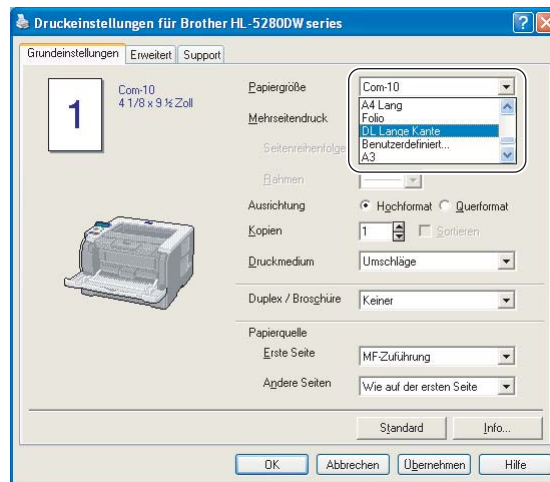 Druckeinstellungen für Brother HL-5280DW series
Grundeinstellungen Erweitert Support
1
Com-10
4 1/8 x 9 ½ Zoll
Papiergröße Com-10
A4 Lang
Folio
DL Lange Kante
Benutzerdefiniert...
A3
Mehrseitendruck
Seitenreihenfolge
Rahmen
Ausrichtung Hochformat Querformat
Kopien 1 Sortieren
Druckmedium Umschläge
Duplex / Broschüre Keiner
Papierquelle
Erste Seite MF-Zuführung
Andere Seiten Wie auf der ersten Seite
Standard Info...
OK Abbrechen Übernehmen Hilfe